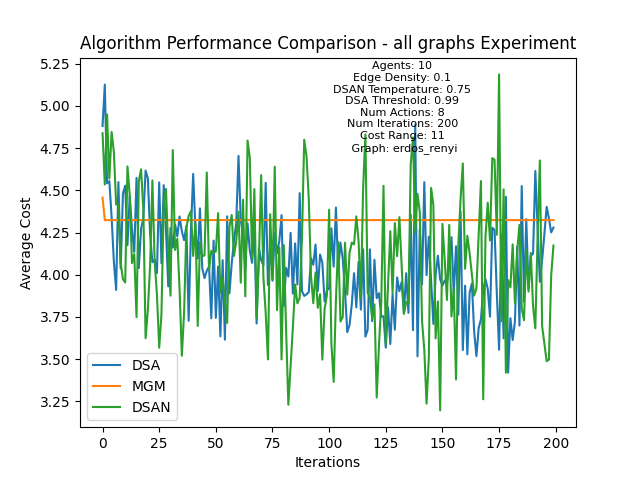 Algorithm Performance Comparison - all graphs Experiment
Agents: 10
Edge Density: 0.1
DSAN Temperature: 0.75
DSA Threshold: 0.99
Num Actions: 8
Num Iterations: 200
Cost Range: 11
Graph: erdos_renyi
Average Cost
5.25
5.00
4.75
4.50
4.25
4.00
3.75
3.50
3.25
DSA
MGM
DSAN
0
25
50
75
100
125
150
175
200
Iterations